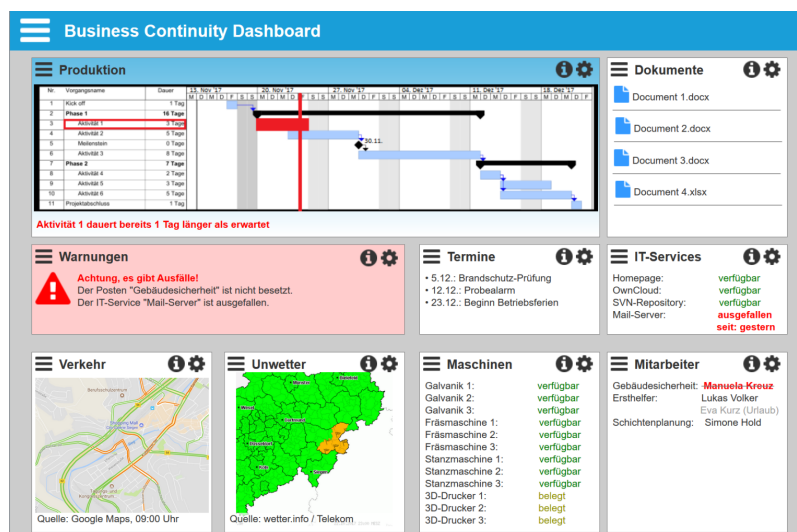 Business Continuity Dashboard
Produktion
Nr. Vorgangsname Dauer 13. Nov '17 20. Nov '17 27. Nov '17 04. Dez '17 11. Dez '17 18. Dez '17
M D M D F S S M D M D F S S M D M D F S S M D M D F S S M D M D F S S M D M D F
1 Kick off 1 Tag
2 Phase 1 16 Tage
3 Aktivität 1 3 Tage
4 Aktivität 2 5 Tage
5 Meilenstein 0 Tage 30.11.
6 Aktivität 3 8 Tage
7 Phase 2 7 Tage
8 Aktivität 4 2 Tage
9 Aktivität 5 3 Tage
10 Aktivität 6 5 Tage
11 Projektabschluss 1 Tag
Aktivität 1 dauert bereits 1 Tag länger als erwartet
Dokumente
Document 1.docx
Document 2.docx
Document 3.docx
Document 4.xlsx
Warnungen
Achtung, es gibt Ausfälle!
Der Posten "Gebäudesicherheit" ist nicht besetzt.
Der IT-Service "Mail-Server" ist ausgefallen.
Termine
• 5.12.: Brandschutz-Prüfung
• 12.12.: Probealarm
• 23.12.: Beginn Betriebsferien
IT-Services
Homepage: verfügbar
OwnCloud: verfügbar
SVN-Repository: verfügbar
Mail-Server: ausgefallen
seit: gestern
Verkehr
Quelle: Google Maps, 09:00 Uhr
Unwetter
Quelle: wetter.info / Telekom
Maschinen
Galvanik 1: verfügbar
Galvanik 2: verfügbar
Galvanik 3: verfügbar
Fräsmaschine 1: verfügbar
Fräsmaschine 2: verfügbar
Fräsmaschine 3: verfügbar
Stanzmaschine 1: verfügbar
Stanzmaschine 2: verfügbar
Stanzmaschine 3: verfügbar
3D-Drucker 1: belegt
3D-Drucker 2: belegt
3D-Drucker 3: belegt
Mitarbeiter
Gebäudesicherheit: Manuela Kreuz
Ersthelfer: Lukas Volker
Eva Kurz (Urlaub)
Schichtenplanung: Simone Hold